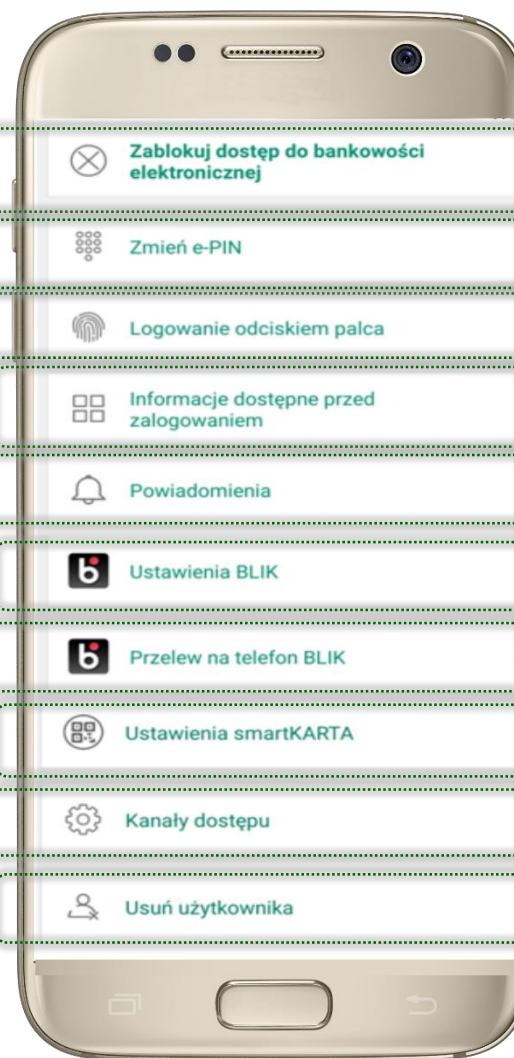 Zablokuj dostęp do bankowości
elektronicznej
Zmień e-PIN
Logowanie odciskiem palca
Informacje dostępne przed
zalogowaniem
Powiadomienia
Ustawienia BLIK
Przelew na telefon BLIK
Ustawienia smartKARTA
Kanały dostępu
Usuń użytkownika